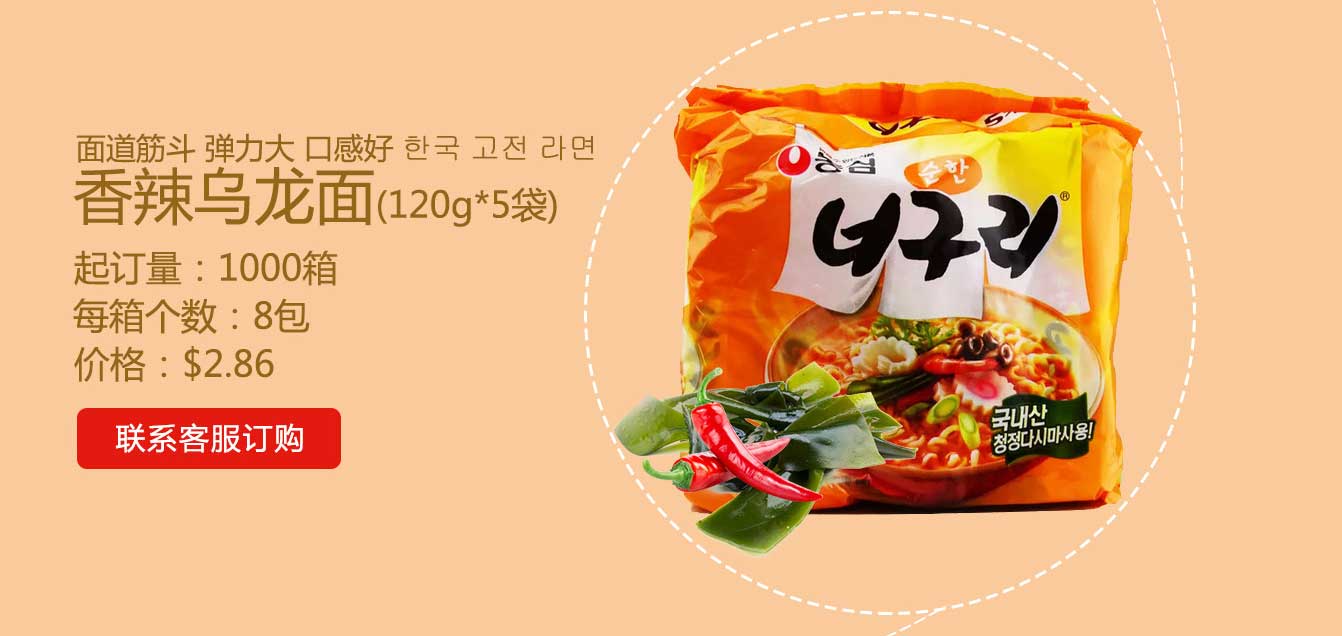 面道筋斗 弹力大 口感好 한국 고전 라면
香辣乌龙面(120g*5袋)
起订量：1000箱
每箱个数：8包
价格：$2.86
联系客服订购
농심
순한
너구리®
국내산
청정다시마사용!